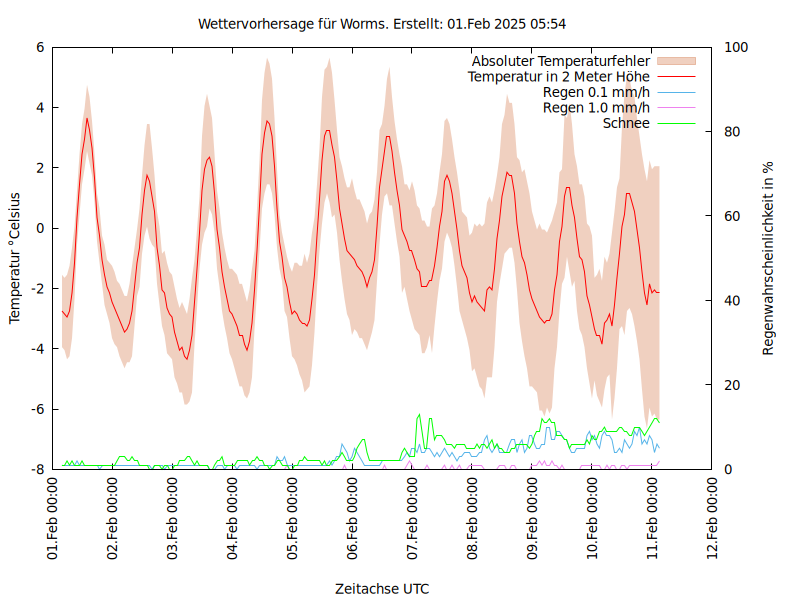 Wettervorhersage für Worms. Erstellt: 01.Feb 2025 05:54
Absoluter Temperaturfehler
Temperatur in 2 Meter Höhe
Regen 0.1 mm/h
Regen 1.0 mm/h
Schnee
Temperatur °Celsius
6
4
2
0
-2
-4
-6
-8
Regenwahrscheinlichkeit in %
100
80
60
40
20
0
01.Feb 00:00
02.Feb 00:00
03.Feb 00:00
04.Feb 00:00
05.Feb 00:00
06.Feb 00:00
07.Feb 00:00
08.Feb 00:00
09.Feb 00:00
10.Feb 00:00
11.Feb 00:00
12.Feb 00:00
Zeitachse UTC